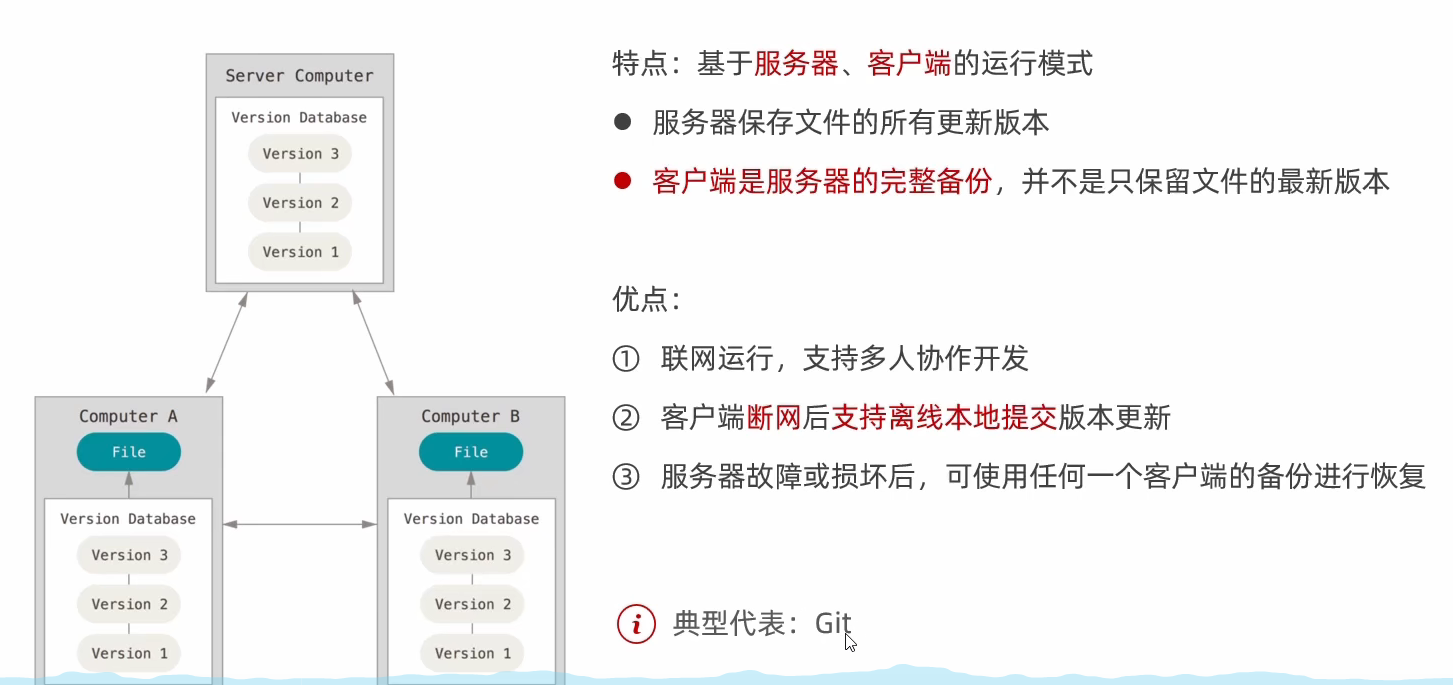 Server Computer
Version Database
Version 3
Version 2
Version 1
Computer A
File
Version Database
Version 3
Version 2
Version 1
Computer B
File
Version Database
Version 3
Version 2
Version 1
特点：基于服务器、客户端的运行模式
● 服务器保存文件的所有更新版本
● 客户端是服务器的完整备份，并不是只保留文件的最新版本
优点：
① 联网运行，支持多人协作开发
② 客户端断网后支持离线本地提交版本更新
③ 服务器故障或损坏后，可使用任何一个客户端的备份进行恢复
i 典型代表：Git